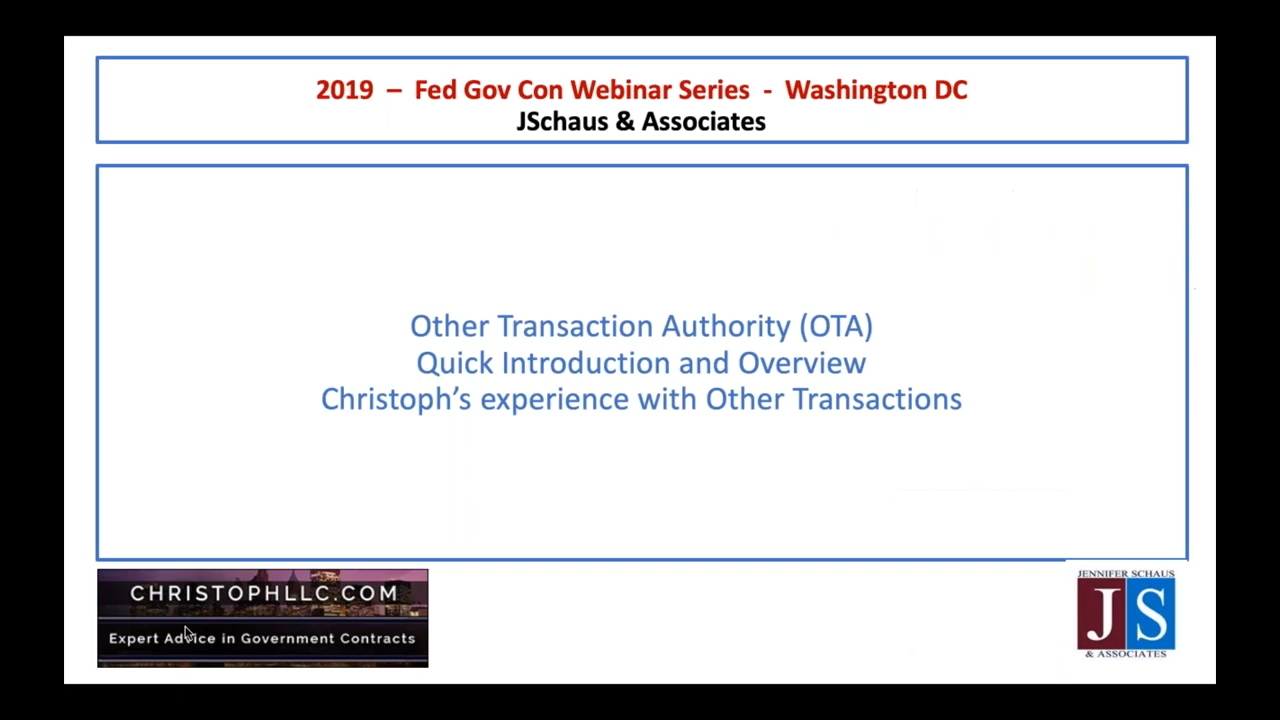 2019 – Fed Gov Con Webinar Series - Washington DC
JSchaus & Associates
Other Transaction Authority (OTA)
Quick Introduction and Overview
Christoph’s experience with Other Transactions
CHRISTOPHLLC.COM
Expert Advice in Government Contracts
JENNIFER SCHAUS
JS
& ASSOCIATES